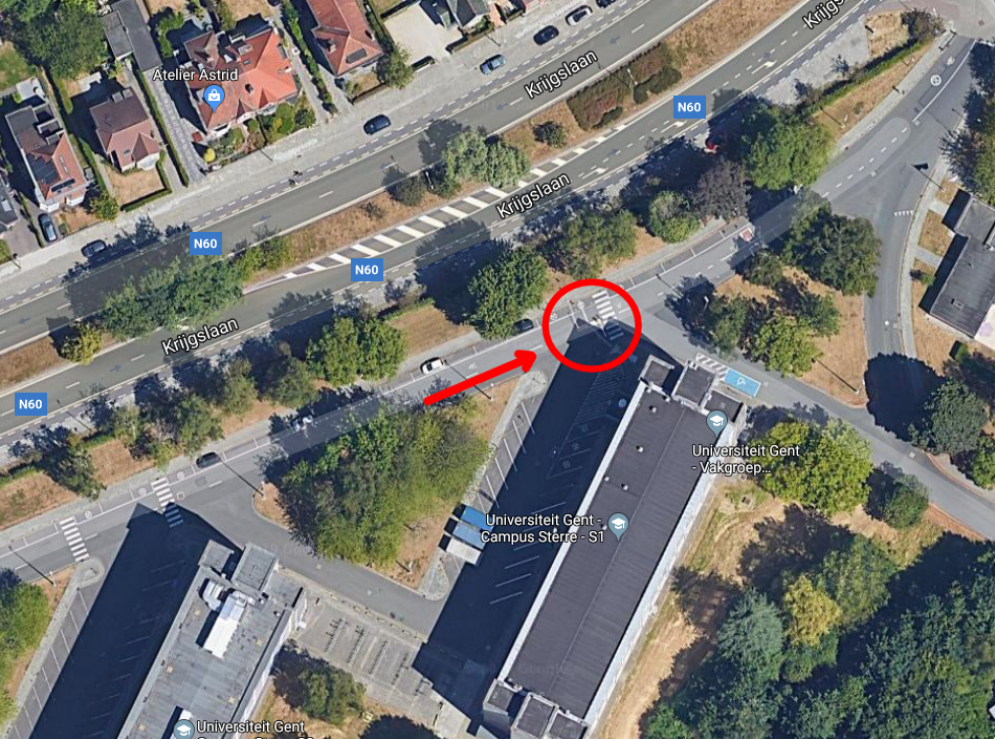 Krijgslaan
Atelier Astrid
Krijgslaan
N60
Krijgslaan
N60
N60
Krijgslaan
N60
Universiteit Gent
- Vakgroep...
Universiteit Gent -
Campus Sterre - S1
Universiteit Gent